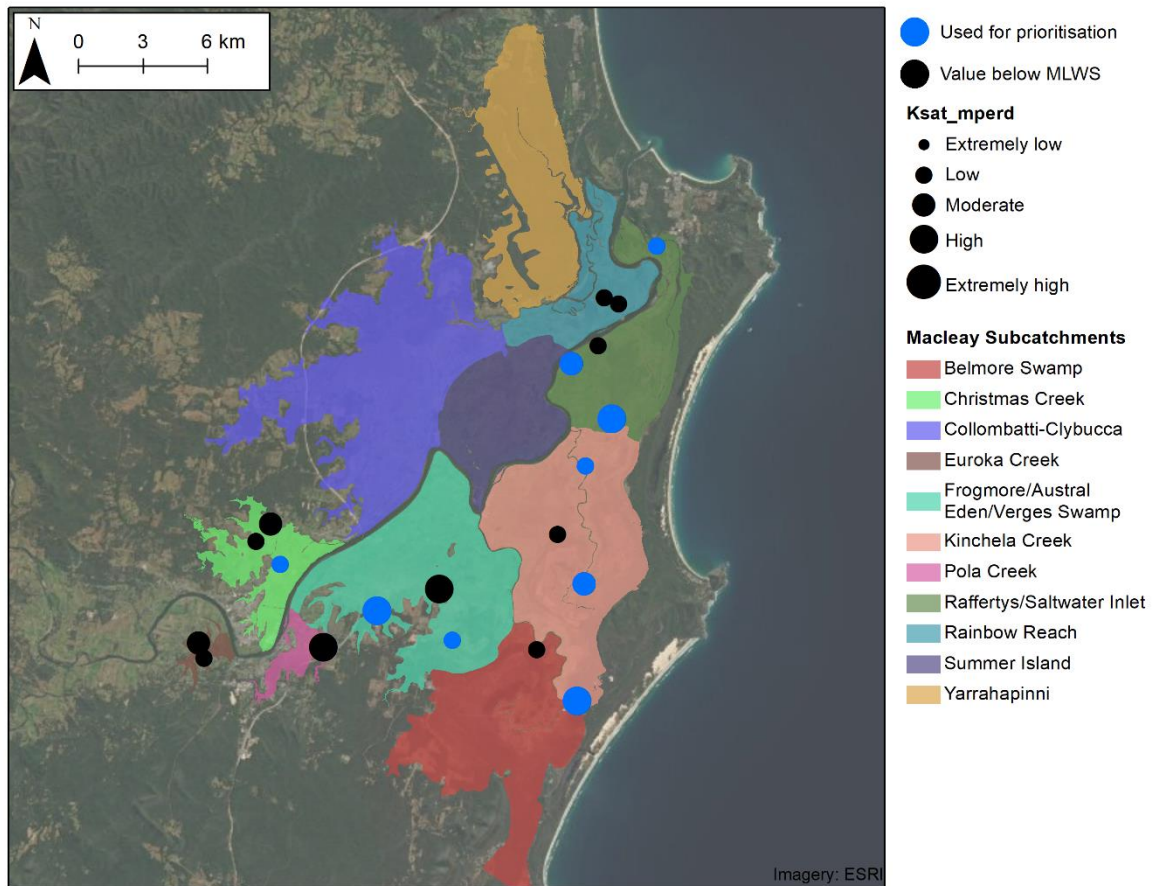 N
0 3 6 km
Used for prioritisation
Value below MLWS
Ksat_mperd
Extremely low
Low
Moderate
High
Extremely high
Macleay Subcatchments
Belmore Swamp
Christmas Creek
Collombatti-Clybucca
Euroka Creek
Frogmore/Austral
Eden/Verges Swamp
Kinchela Creek
Pola Creek
Raffertys/Saltwater Inlet
Rainbow Reach
Summer Island
Yarrahapinni
Imagery: ESRI